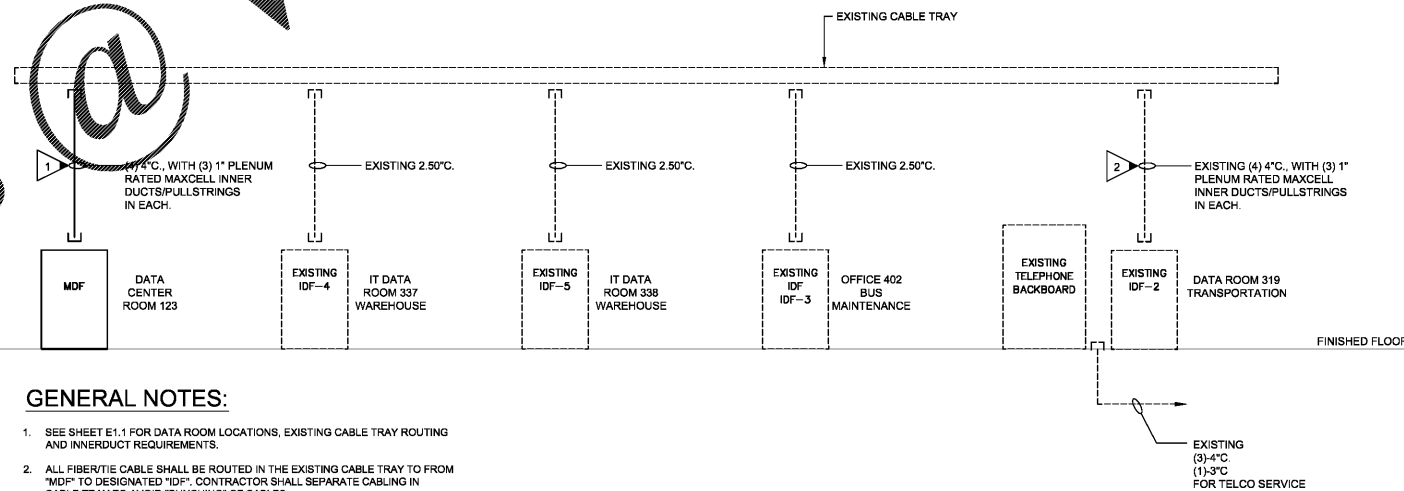 EXISTING CABLE TRAY
1
(4) 4"C., WITH (3) 1" PLENUM
RATED MAXCELL INNER
DUCTS/PULLSTRINGS
IN EACH.
EXISTING 2.50"C.
EXISTING 2.50"C.
EXISTING 2.50"C.
2
EXISTING (4) 4"C., WITH (3) 1"
PLENUM RATED MAXCELL
INNER DUCTS/PULLSTRINGS
IN EACH.
MDF
DATA
CENTER
ROOM 123
EXISTING
IDF-4
IT DATA
ROOM 337
WAREHOUSE
EXISTING
IDF-5
IT DATA
ROOM 338
WAREHOUSE
EXISTING
IDF
IDF-3
OFFICE 402
BUS
MAINTENANCE
EXISTING
TELEPHONE
BACKBOARD
EXISTING
IDF-2
DATA ROOM 319
TRANSPORTATION
FINISHED FLOOR
EXISTING
(3)-4"C.
(1)-3"C
FOR TELCO SERVICE
GENERAL NOTES:
1. SEE SHEET E1.1 FOR DATA ROOM LOCATIONS, EXISTING CABLE TRAY ROUTING
AND INNERDUCT REQUIREMENTS.
2. ALL FIBER/TIE CABLE SHALL BE ROUTED IN THE EXISTING CABLE TRAY TO FROM
"MDF" TO DESIGNATED "IDF". CONTRACTOR SHALL SEPARATE CABLING IN
@